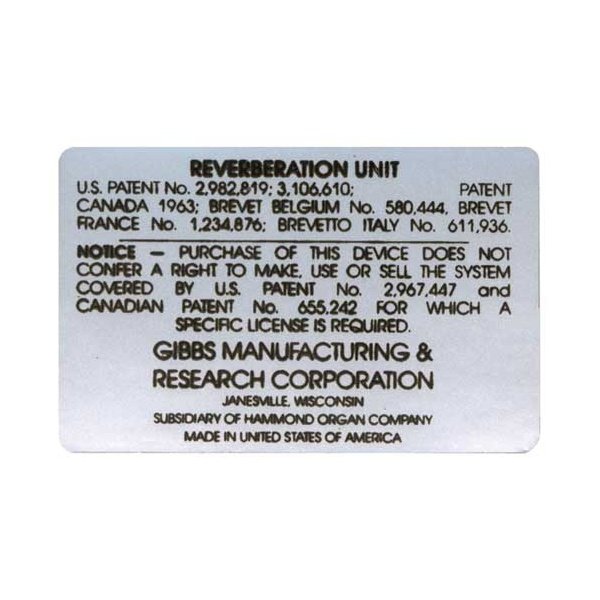 REVERBERATION UNIT
U.S. PATENT No. 2,982,819; 3,106,610; PATENT
CANADA 1963; BREVET BELGIUM No. 580,444, BREVET
FRANCE No. 1,234,876; BREVETTO ITALY No. 611,936.
NOTICE — PURCHASE OF THIS DEVICE DOES NOT
CONFER A RIGHT TO MAKE, USE OR SELL THE SYSTEM
COVERED BY U.S. PATENT No. 2,967,447 and
CANADIAN PATENT No. 655.242 FOR WHICH A
SPECIFIC LICENSE IS REQUIRED.
GIBBS MANUFACTURING &
RESEARCH CORPORATION
JANESVILLE, WISCONSIN
SUBSIDIARY OF HAMMOND ORGAN COMPANY
MADE IN UNITED STATES OF AMERICA